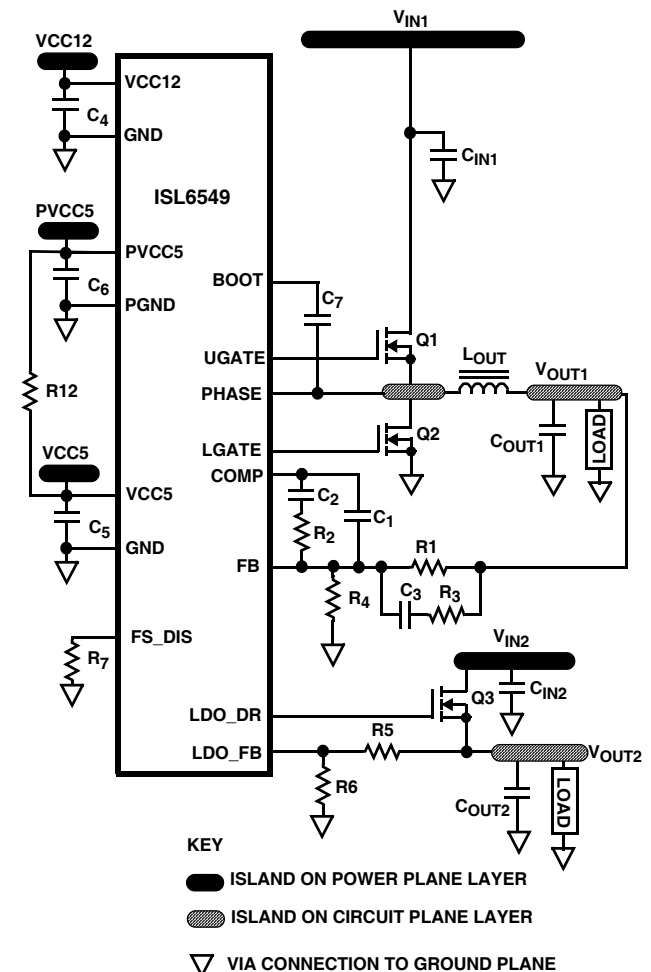 VIN1
VCC12
VCC12
C4
GND
CIN1
ISL6549
PVCC5
PVCC5
BOOT
C6
C7
PGND
Q1
UGATE
LOUT
VOUT1
PHASE
R12
Q2
COUT1
LOAD
LGATE
VCC5
COMP
VCC5
C2
C1
C5
R2
GND
R1
FB
C3
R3
R4
FS_DIS
R7
VIN2
Q3
CIN2
LDO_DR
R5
LDO_FB
VOUT2
R6
COUT2
LOAD
KEY
ISLAND ON POWER PLANE LAYER
ISLAND ON CIRCUIT PLANE LAYER
VIA CONNECTION TO GROUND PLANE